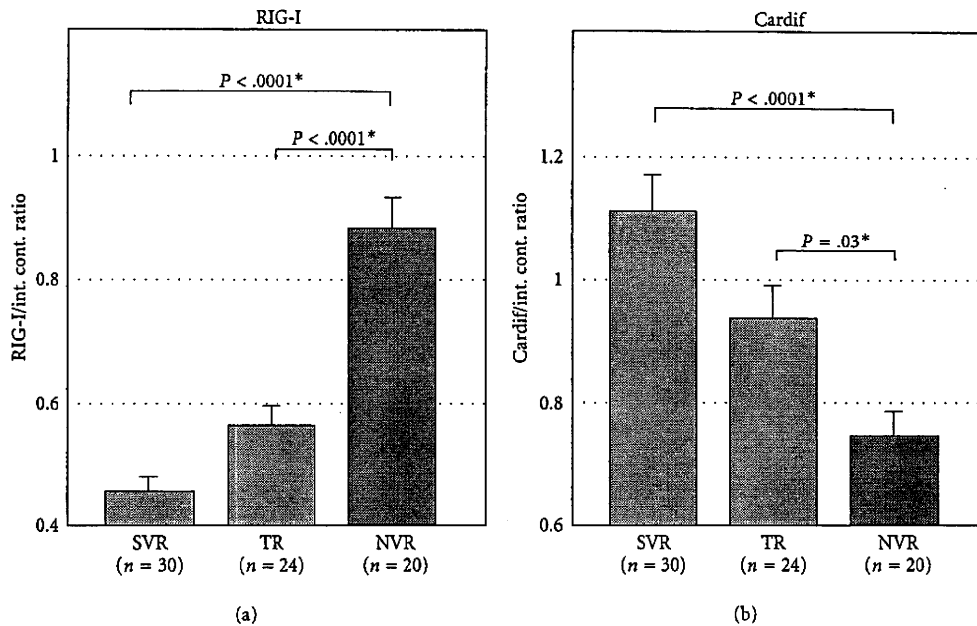 RIG-I
P < .0001*
P < .0001*
1
0.8
0.6
0.4
RIG-I/int. cont. ratio
SVR
(n = 30)
TR
(n = 24)
NVR
(n = 20)
(a)
Cardif
P < .0001*
P = .03*
1.2
1
0.8
0.6
Cardif/int. cont. ratio
SVR
(n = 30)
TR
(n = 24)
NVR
(n = 20)
(b)